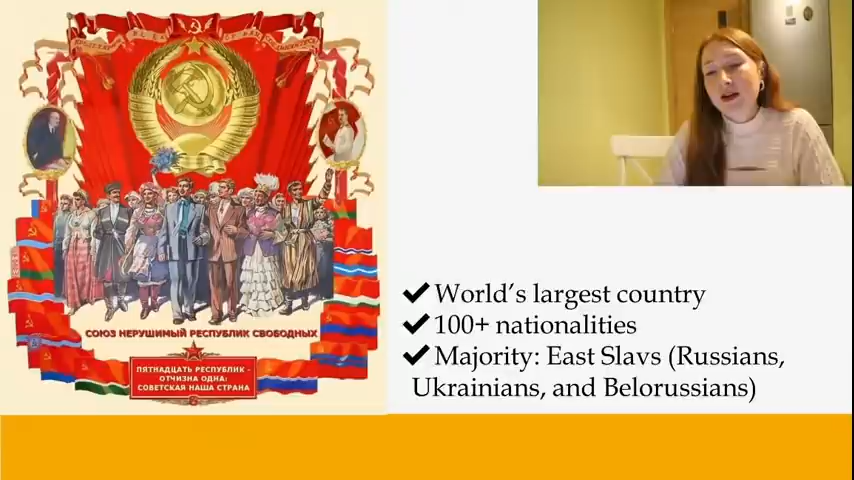 СОЮЗ НЕРУШИМЫЙ РЕСПУБЛИК СВОБОДНЫХ
ПЯТНАДЦАТЬ РЕСПУБЛИК -
ОТЧИЗНА ОДНА:
СОВЕТСКАЯ НАША СТРАНА
✔World’s largest country
✔100+ nationalities
✔Majority: East Slavs (Russians,
Ukrainians, and Belorussians)